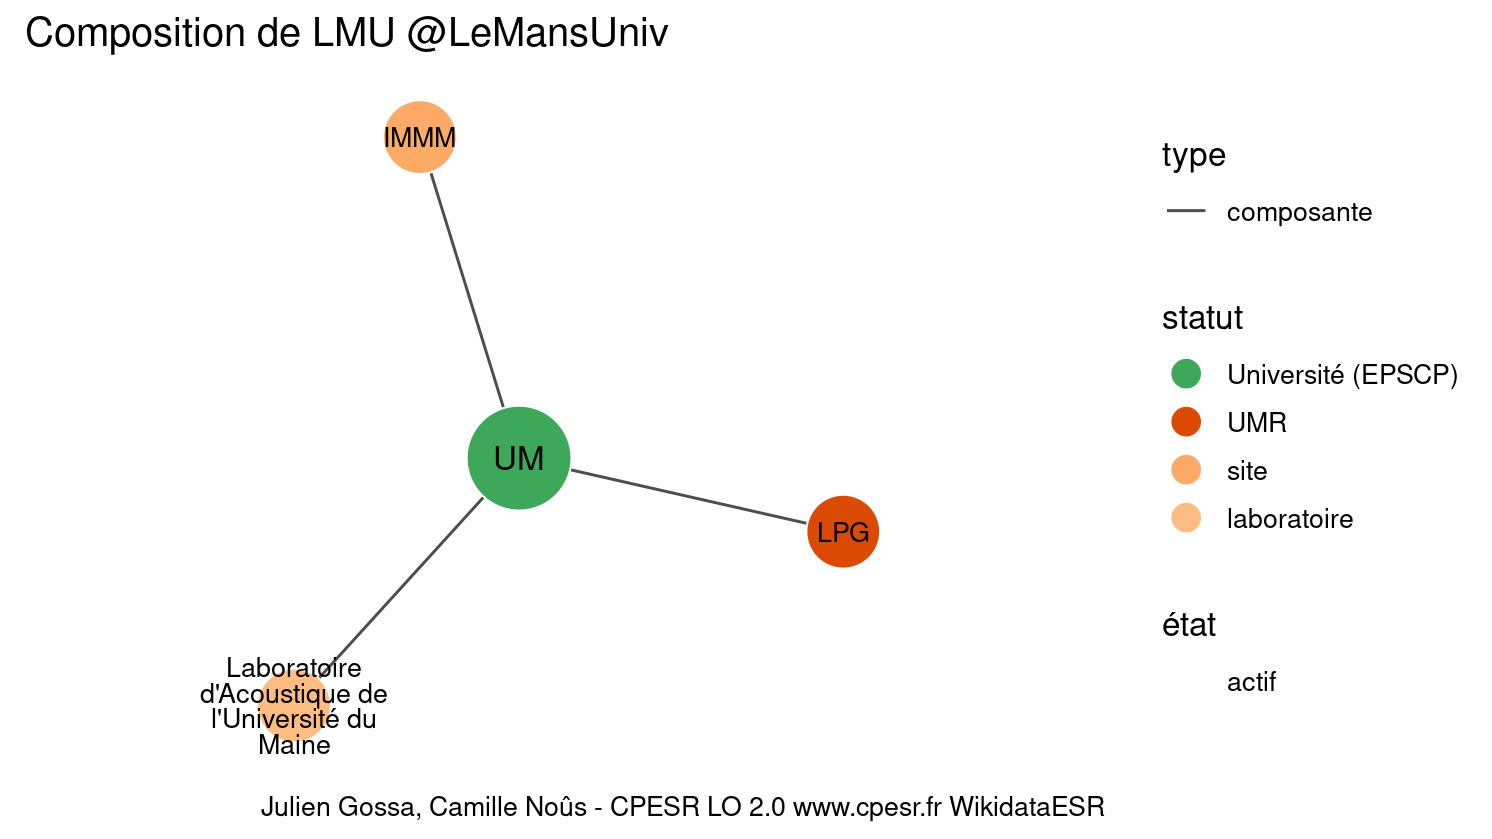 Composition de LMU @LeMansUniv
IMMM
type
composante
statut
Université (EPSCP)
UMR
site
laboratoire
UM
LPG
état
actif
Laboratoire
d'Acoustique de
l'Université du
Maine
Julien Gossa, Camille Noûs - CPESR LO 2.0 www.cpesr.fr WikidataESR